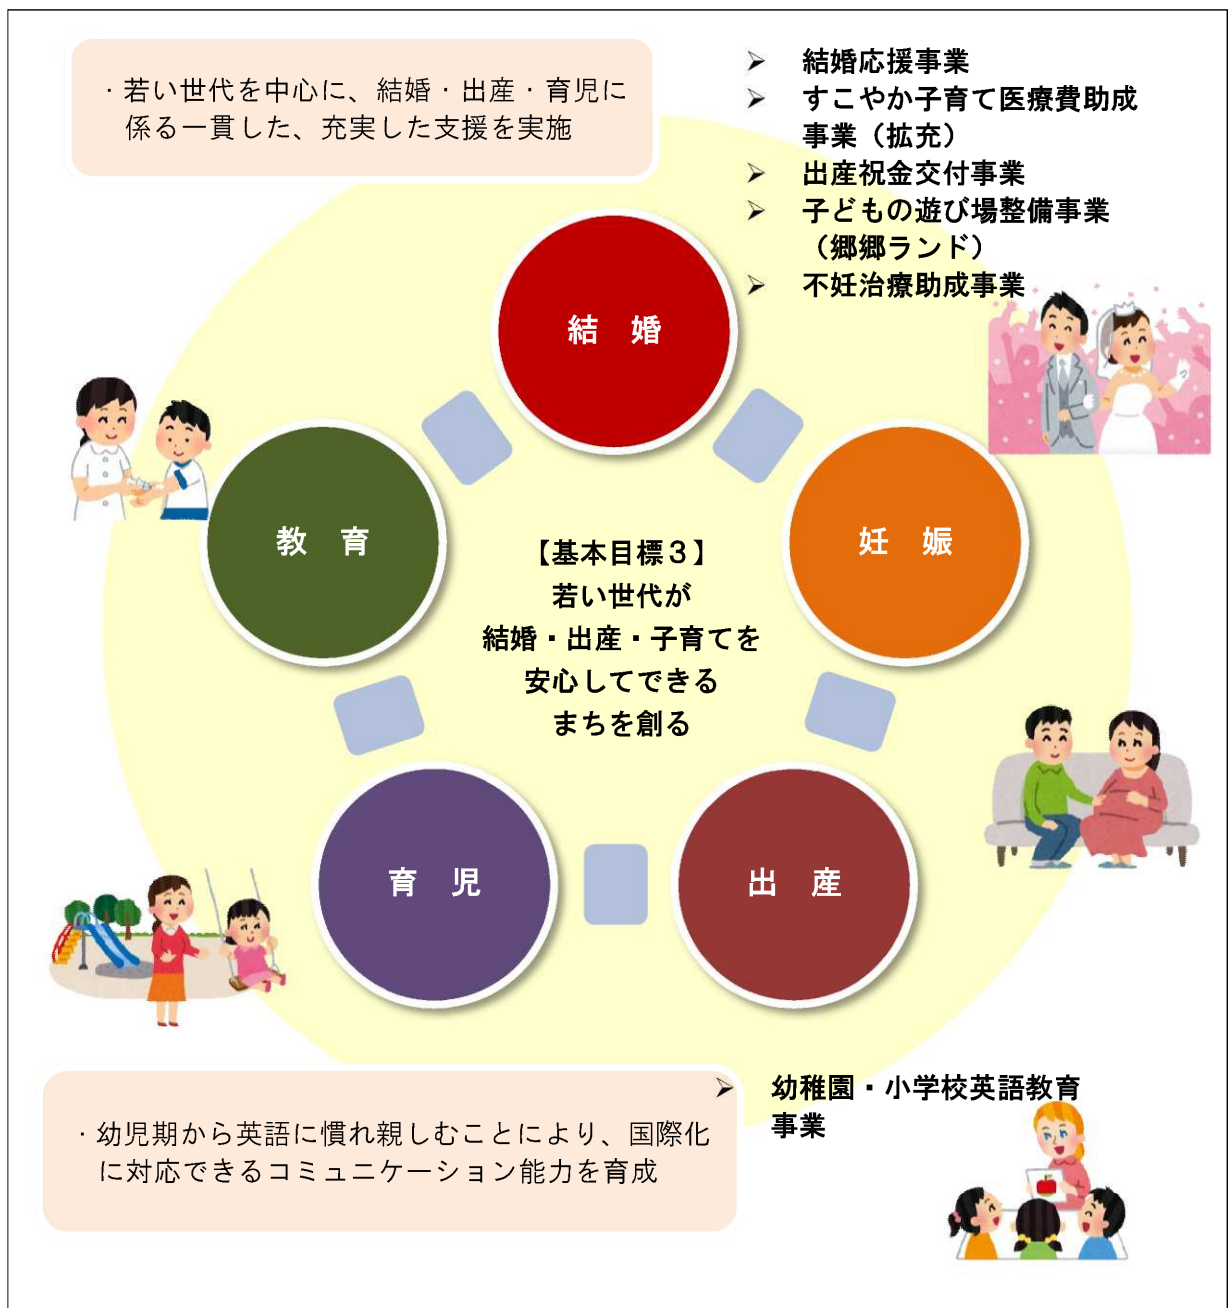 ・若い世代を中心に、結婚・出産・育児に
係る一貫した、充実した支援を実施
➢ 結婚応援事業
➢ すこやか子育て医療費助成
事業（拡充）
➢ 出産祝金交付事業
➢ 子どもの遊び場整備事業
（郷郷ランド）
➢ 不妊治療助成事業
結　婚
教　育
妊　娠
【基本目標３】
若い世代が
結婚・出産・子育てを
安心してできる
まちを創る
育　児
出　産
・幼児期から英語に慣れ親しむことにより、国際化
に対応できるコミュニケーション能力を育成
➢ 幼稚園・小学校英語教育
事業